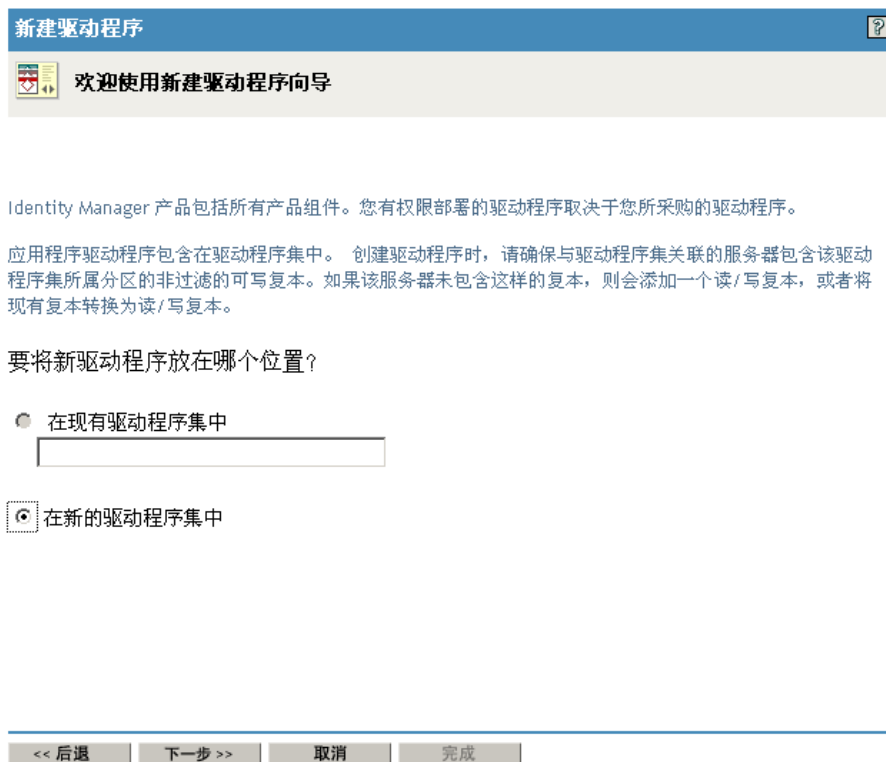 新建驱动程序
?
欢迎使用新建驱动程序向导
Identity Manager 产品包括所有产品组件。您有权限部署的驱动程序取决于您所采购的驱动程序。
应用程序驱动程序包含在驱动程序集中。 创建驱动程序时，请确保与驱动程序集关联的服务器包含该驱动
程序集所属分区的非过滤的可写复本。如果该服务器未包含这样的复本，则会添加一个读/写复本，或者将
现有复本转换为读/写复本。
要将新驱动程序放在哪个位置?
在现有驱动程序集中
在新的驱动程序集中
<< 后退 下一步 >> 取消 完成